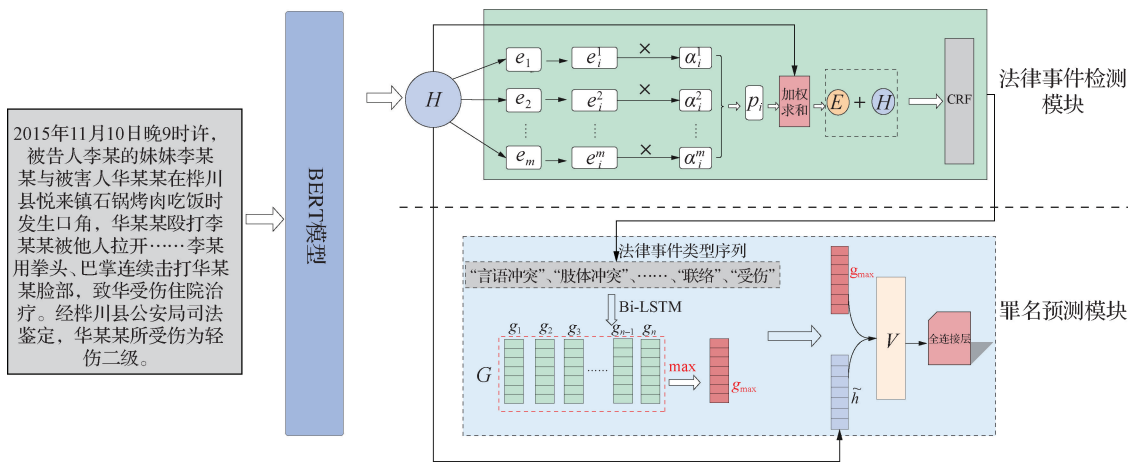 2015年11月10日晚9时许，
被告人李某的妹妹李某
某与被害人华某某在桦川
县悦来镇石锅烤肉吃饭时
发生口角，华某某殴打李
某某被他人拉开……李某
用拳头、巴掌连续击打华某
某脸部，致华受伤住院治
疗。经桦川县公安局司法
鉴定，华某某所受伤为轻
伤二级。
BERT模型
H
e₁ eᵢ¹ × αᵢ¹
e₂ eᵢ² × αᵢ²
⋮ ⋮ ⋮
eₘ eᵢᵐ × αᵢᵐ
pᵢ
加权
求和
E + H
CRF
法律事件检测
模块
法律事件类型序列
“言语冲突”、“肢体冲突”、……、“联络”、“受伤”
Bi-LSTM
g₁ g₂ g₃ gₙ₋₁ gₙ
G
……
max
gmax
gmax
h̃
V
全连接层
罪名预测模块